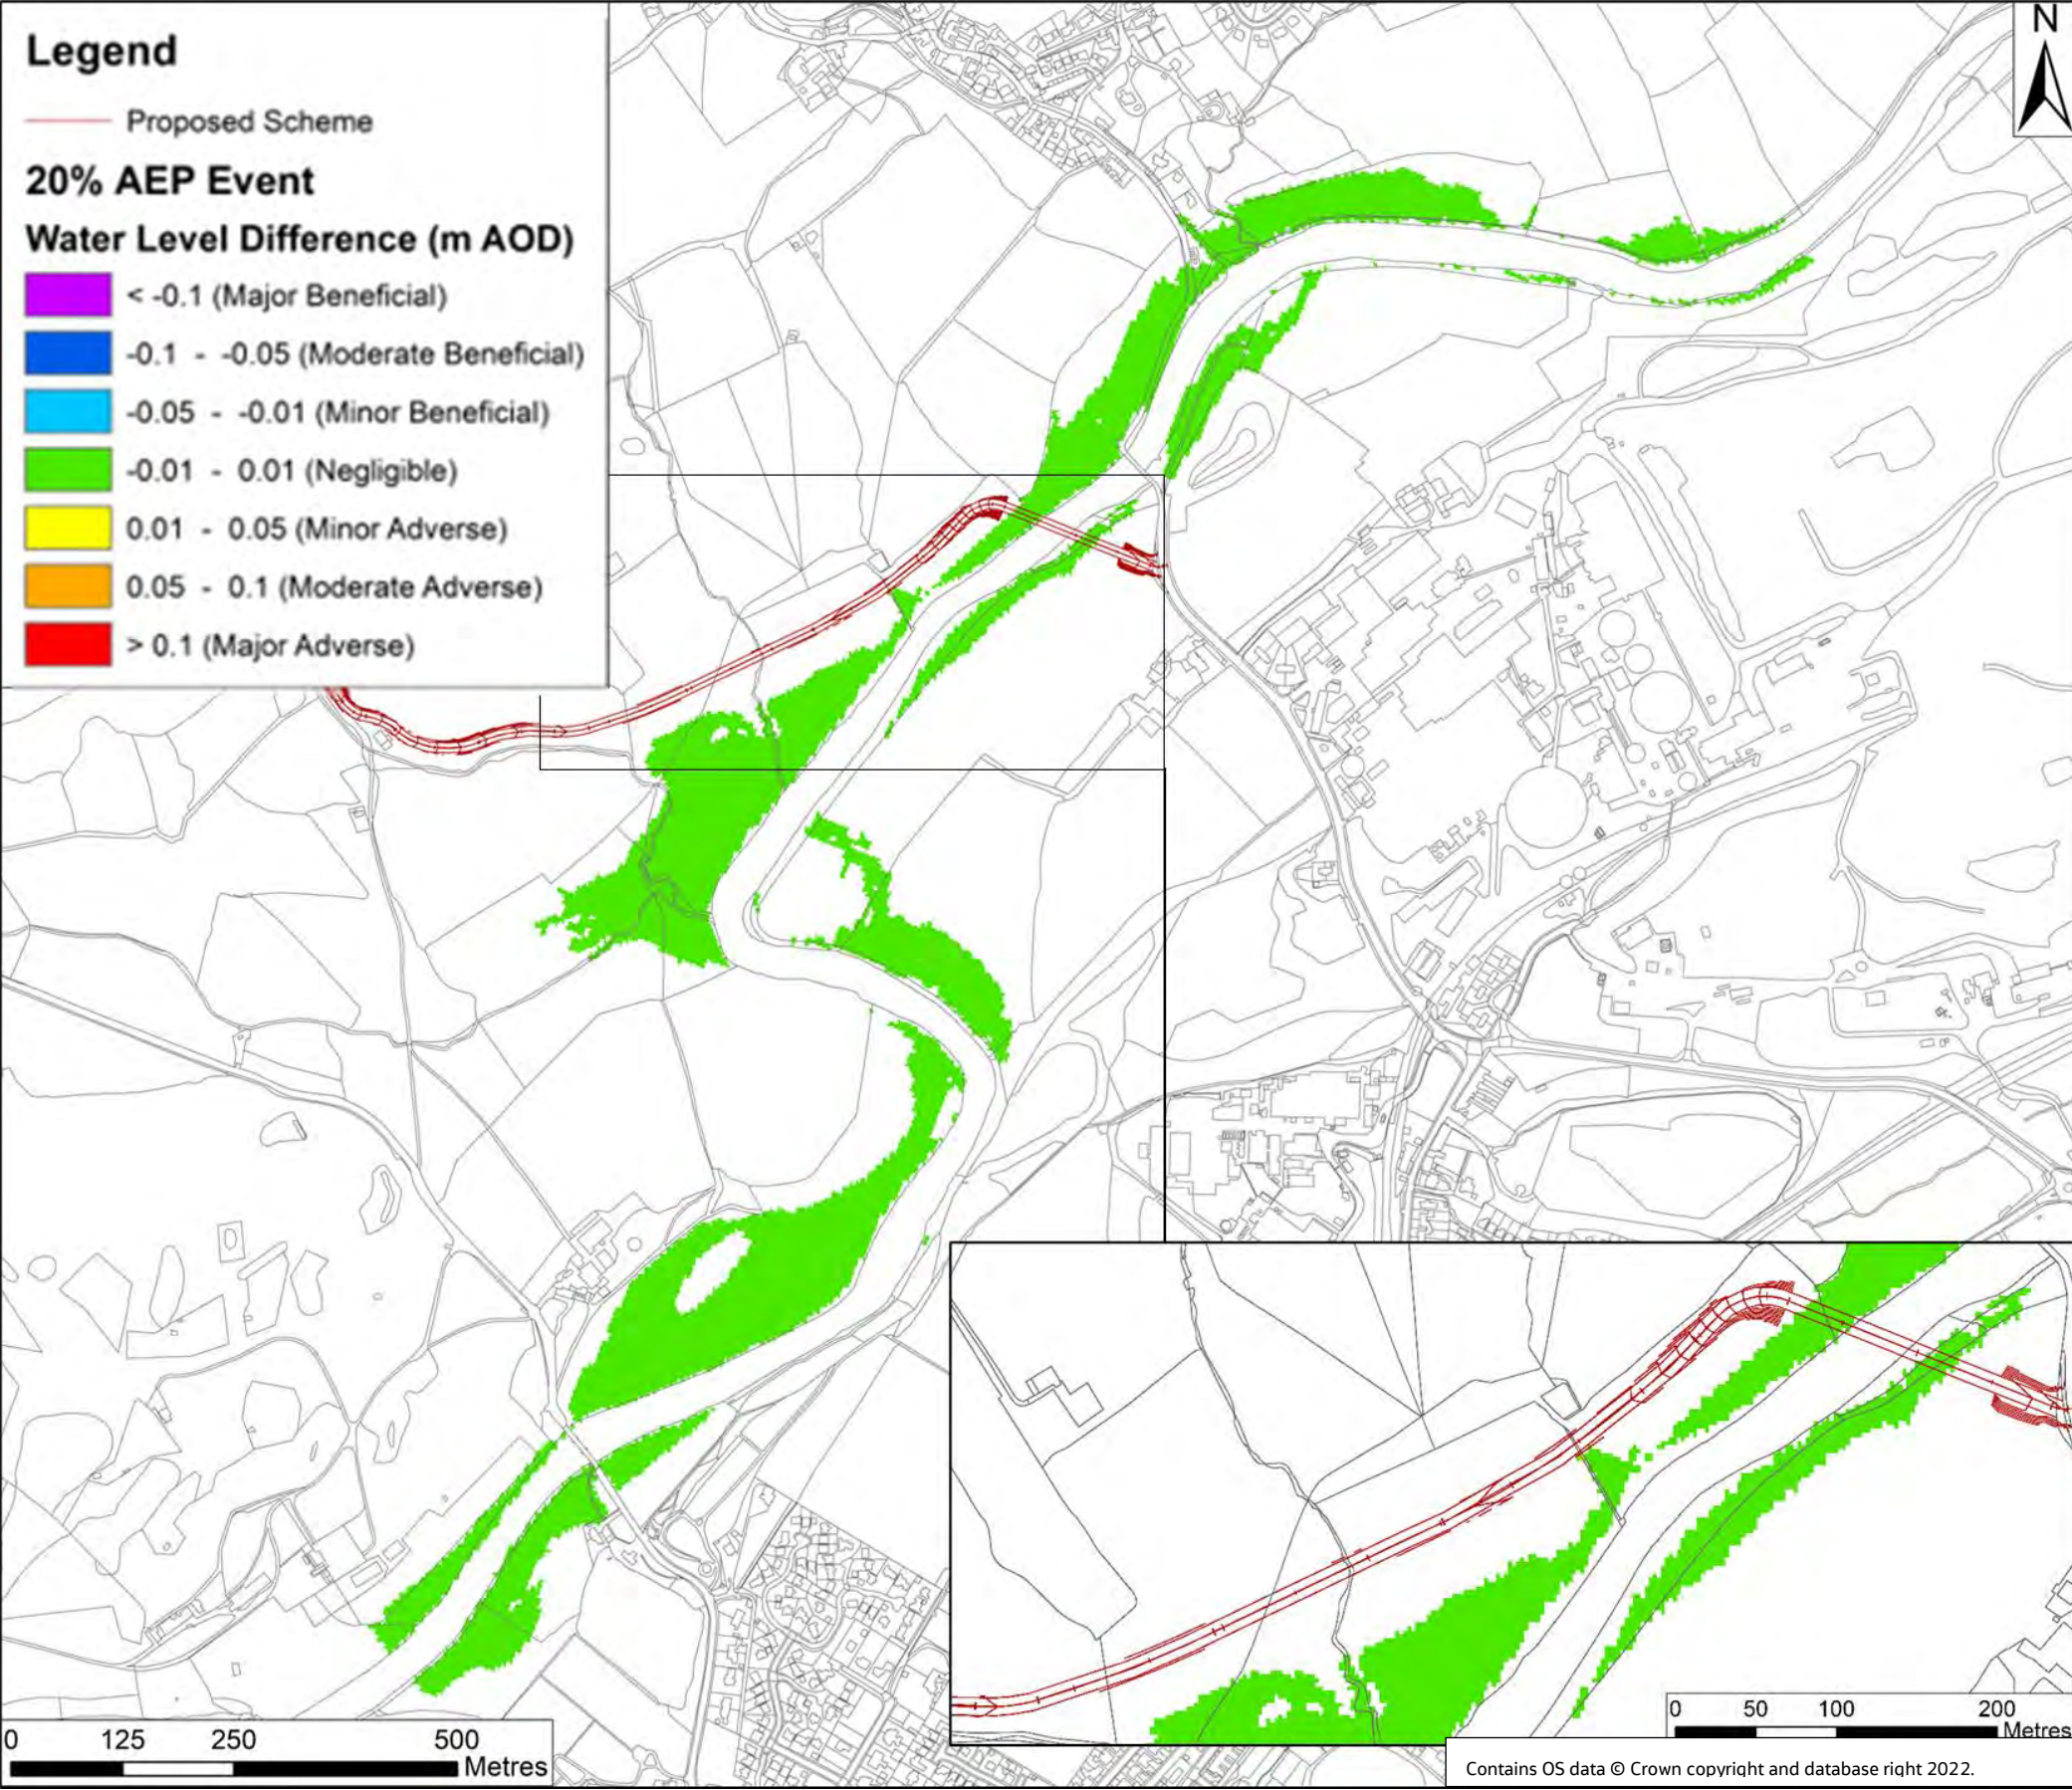 Legend
Proposed Scheme
20% AEP Event
Water Level Difference (m AOD)
< -0.1 (Major Beneficial)
-0.1 - -0.05 (Moderate Beneficial)
-0.05 - -0.01 (Minor Beneficial)
-0.01 - 0.01 (Negligible)
0.01 - 0.05 (Minor Adverse)
0.05 - 0.1 (Moderate Adverse)
> 0.1 (Major Adverse)
N
0 125 250 500
Metres
0 50 100 200
Metres
Contains OS data © Crown copyright and database right 2022.